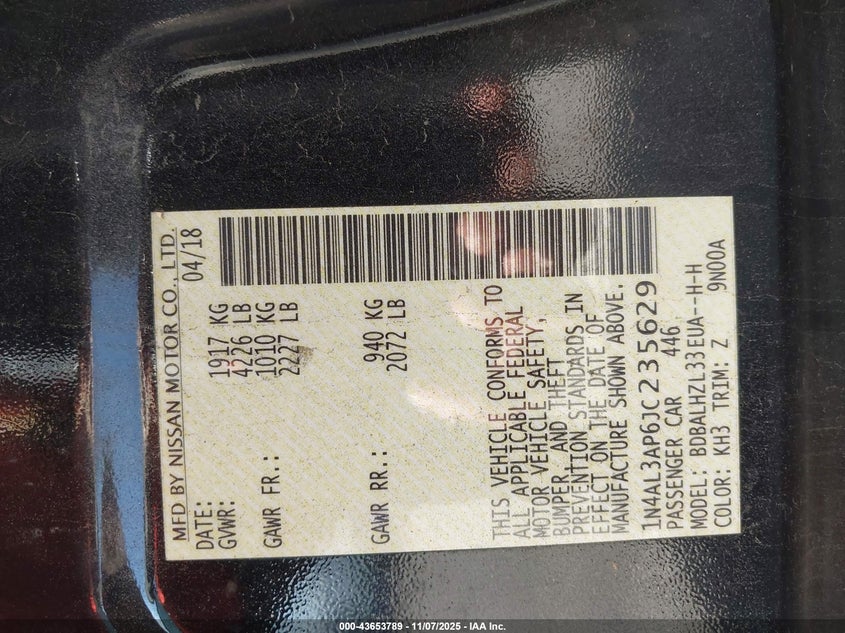 MFD BY NISSAN MOTOR CO., LTD.
DATE: 04/18
GVWR: 1917 KG
4226 LB
GAWR FR.: 1010 KG
2227 LB
GAWR RR.: 940 KG
2072 LB
THIS VEHICLE CONFORMS TO
ALL APPLICABLE FEDERAL
MOTOR VEHICLE SAFETY,
BUMPER, AND THEFT
PREVENTION STANDARDS IN
EFFECT ON THE DATE OF
MANUFACTURE SHOWN ABOVE.
1N4AL3AP6JC235629
PASSENGER CAR 446
MODEL: BDBALHZL33EUA--H-H
COLOR: KH3 TRIM: Z 9N00A
000-43653789 - 11/07/2025 - IAA Inc.